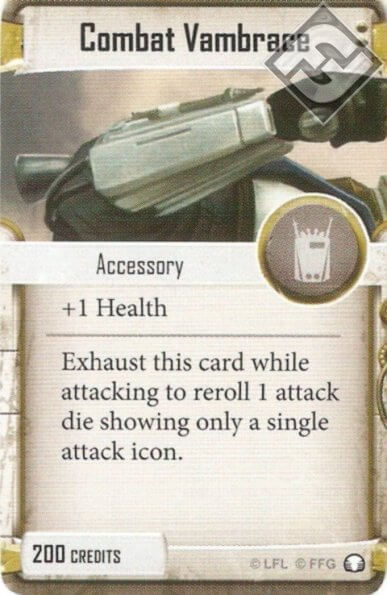 Combat Vambrace
Accessory
+1 Health
Exhaust this card while
attacking to reroll 1 attack
die showing only a single
attack icon.
200 CREDITS
© LFL © FFG